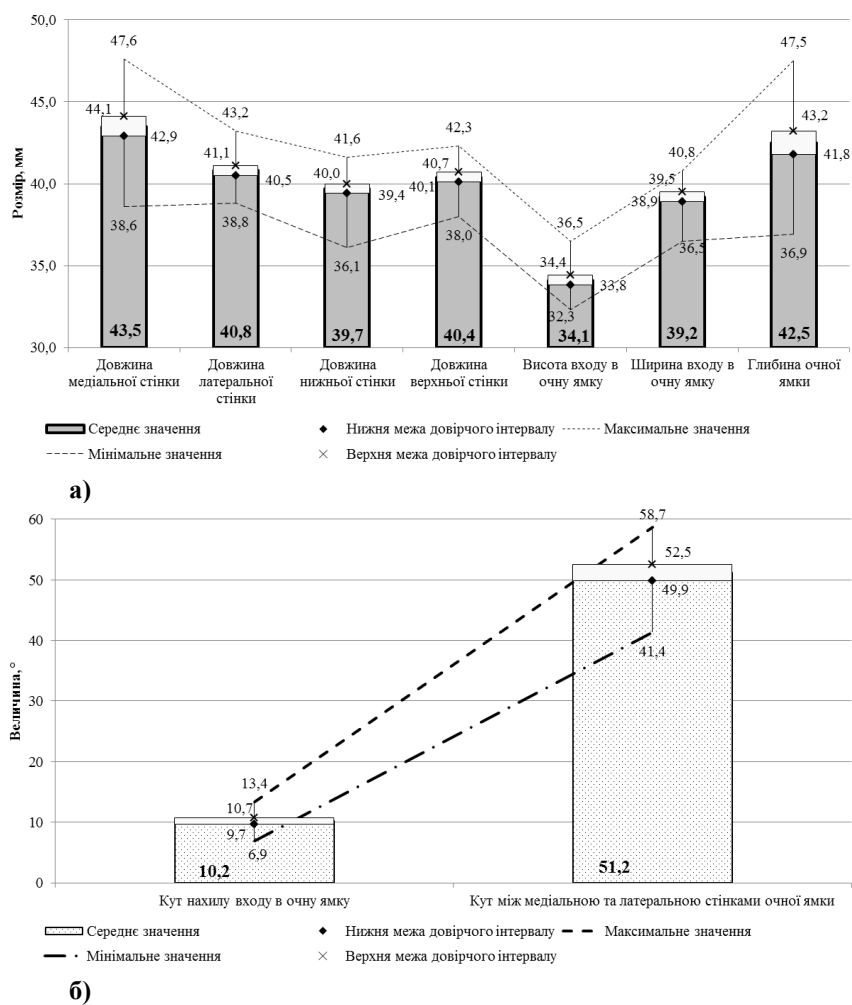 50,0
47,6
47,5
45,0
44,1
42,9
43,2
41,6
42,3
43,2
41,8
41,1
40,5
40,0
39,4
40,7
40,1
40,8
39,5
38,9
40,0
38,6
38,8
36,1
38,0
36,5
36,5
36,9
35,0
34,4
33,8
32,3
43,5
40,8
39,7
40,4
34,1
39,2
42,5
30,0
Розмір, мм
Довжина
медіальної стінки
Довжина
латеральної
стінки
Довжина
нижньої стінки
Довжина
верхньої стінки
Висота входу в
очну ямку
Ширина входу в
очну ямку
Глибина очної
ямки
Середнє значення
Нижня межа довірчого інтервалу
Максимальне значення
Мінімальне значення
Верхня межа довірчого інтервалу
а)
60
58,7
52,5
50
49,9
40
41,4
30
20
13,4
10,7
10
9,7
6,9
10,2
51,2
0
Величина,°
Кут нахилу входу в очну ямку
Кут між медіальною та латеральною стінками очної ямки
Середнє значення
Нижня межа довірчого інтервалу
Максимальне значення
Мінімальне значення
Верхня межа довірчого інтервалу
б)